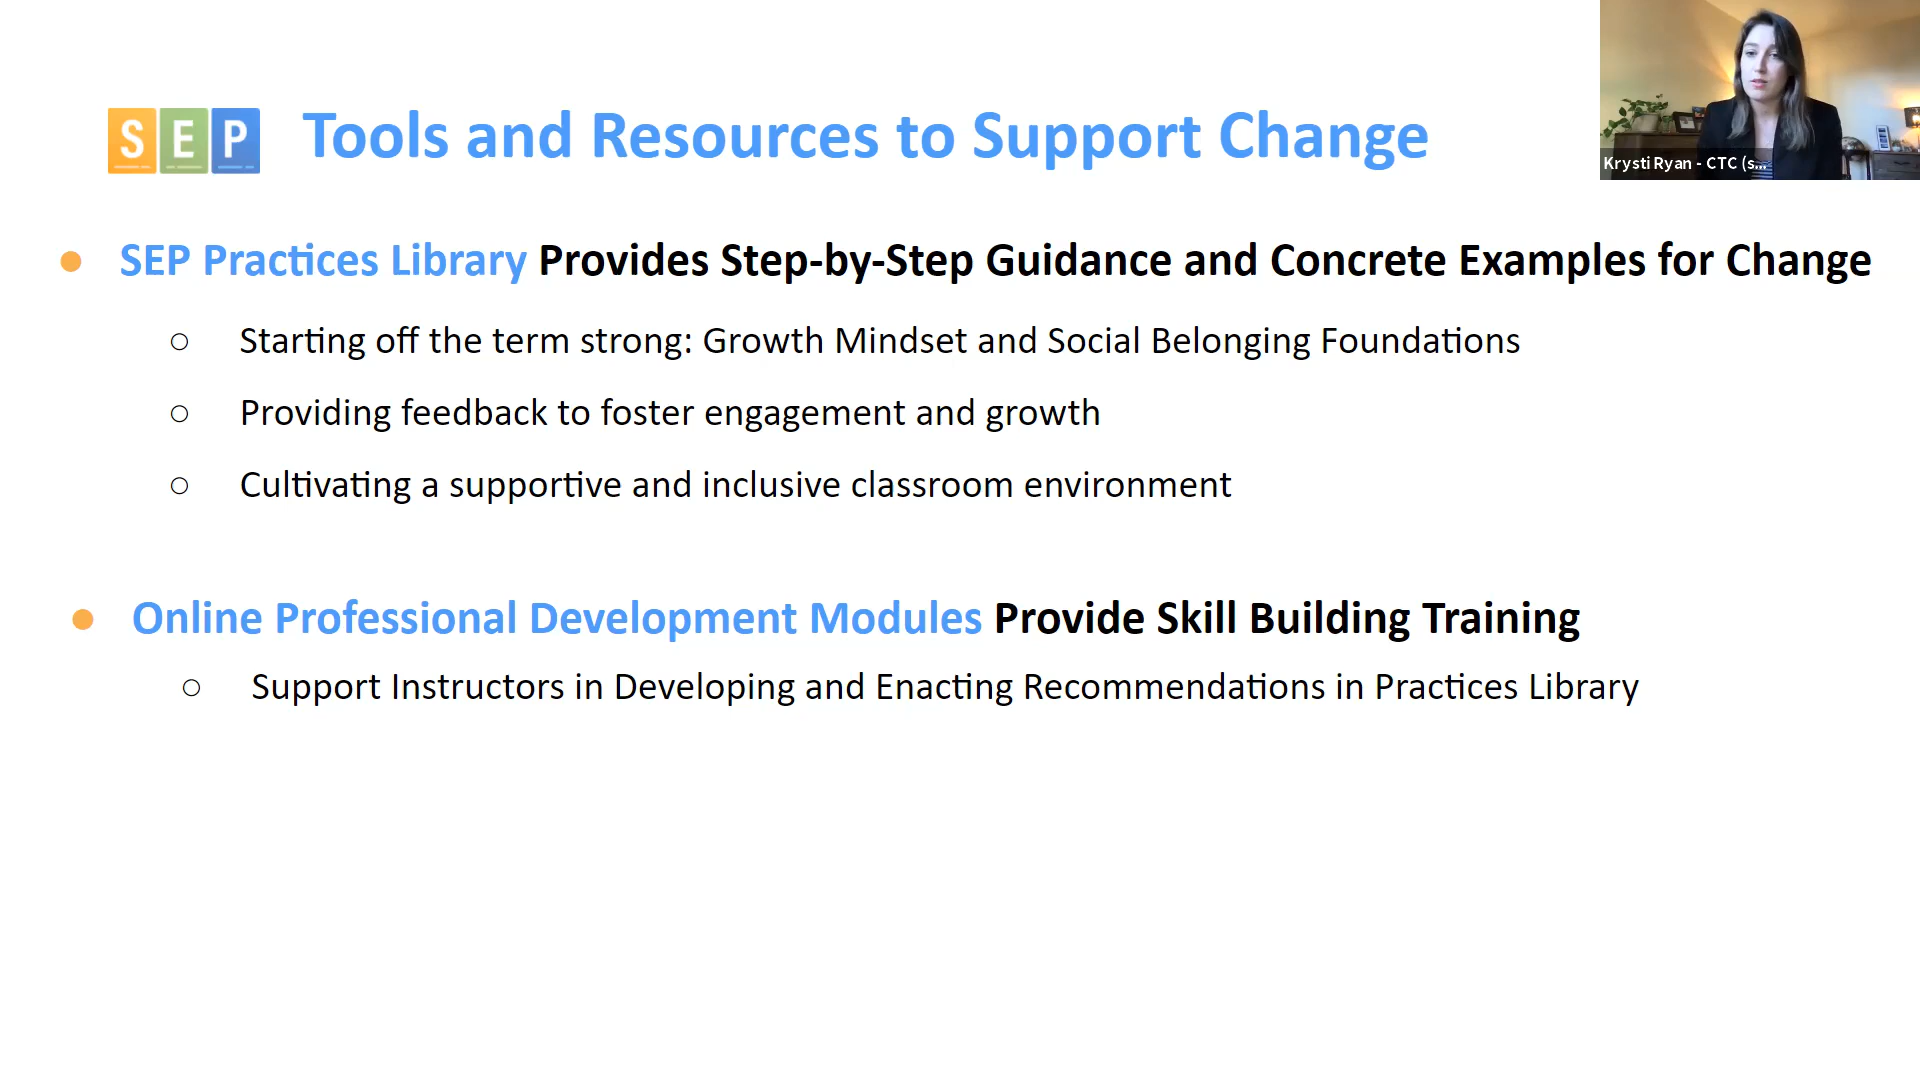 SEP Tools and Resources to Support Change
Krysti Ryan - CTC (s...
● SEP Practices Library Provides Step-by-Step Guidance and Concrete Examples for Change
○ Starting off the term strong: Growth Mindset and Social Belonging Foundations
○ Providing feedback to foster engagement and growth
○ Cultivating a supportive and inclusive classroom environment
● Online Professional Development Modules Provide Skill Building Training
○ Support Instructors in Developing and Enacting Recommendations in Practices Library